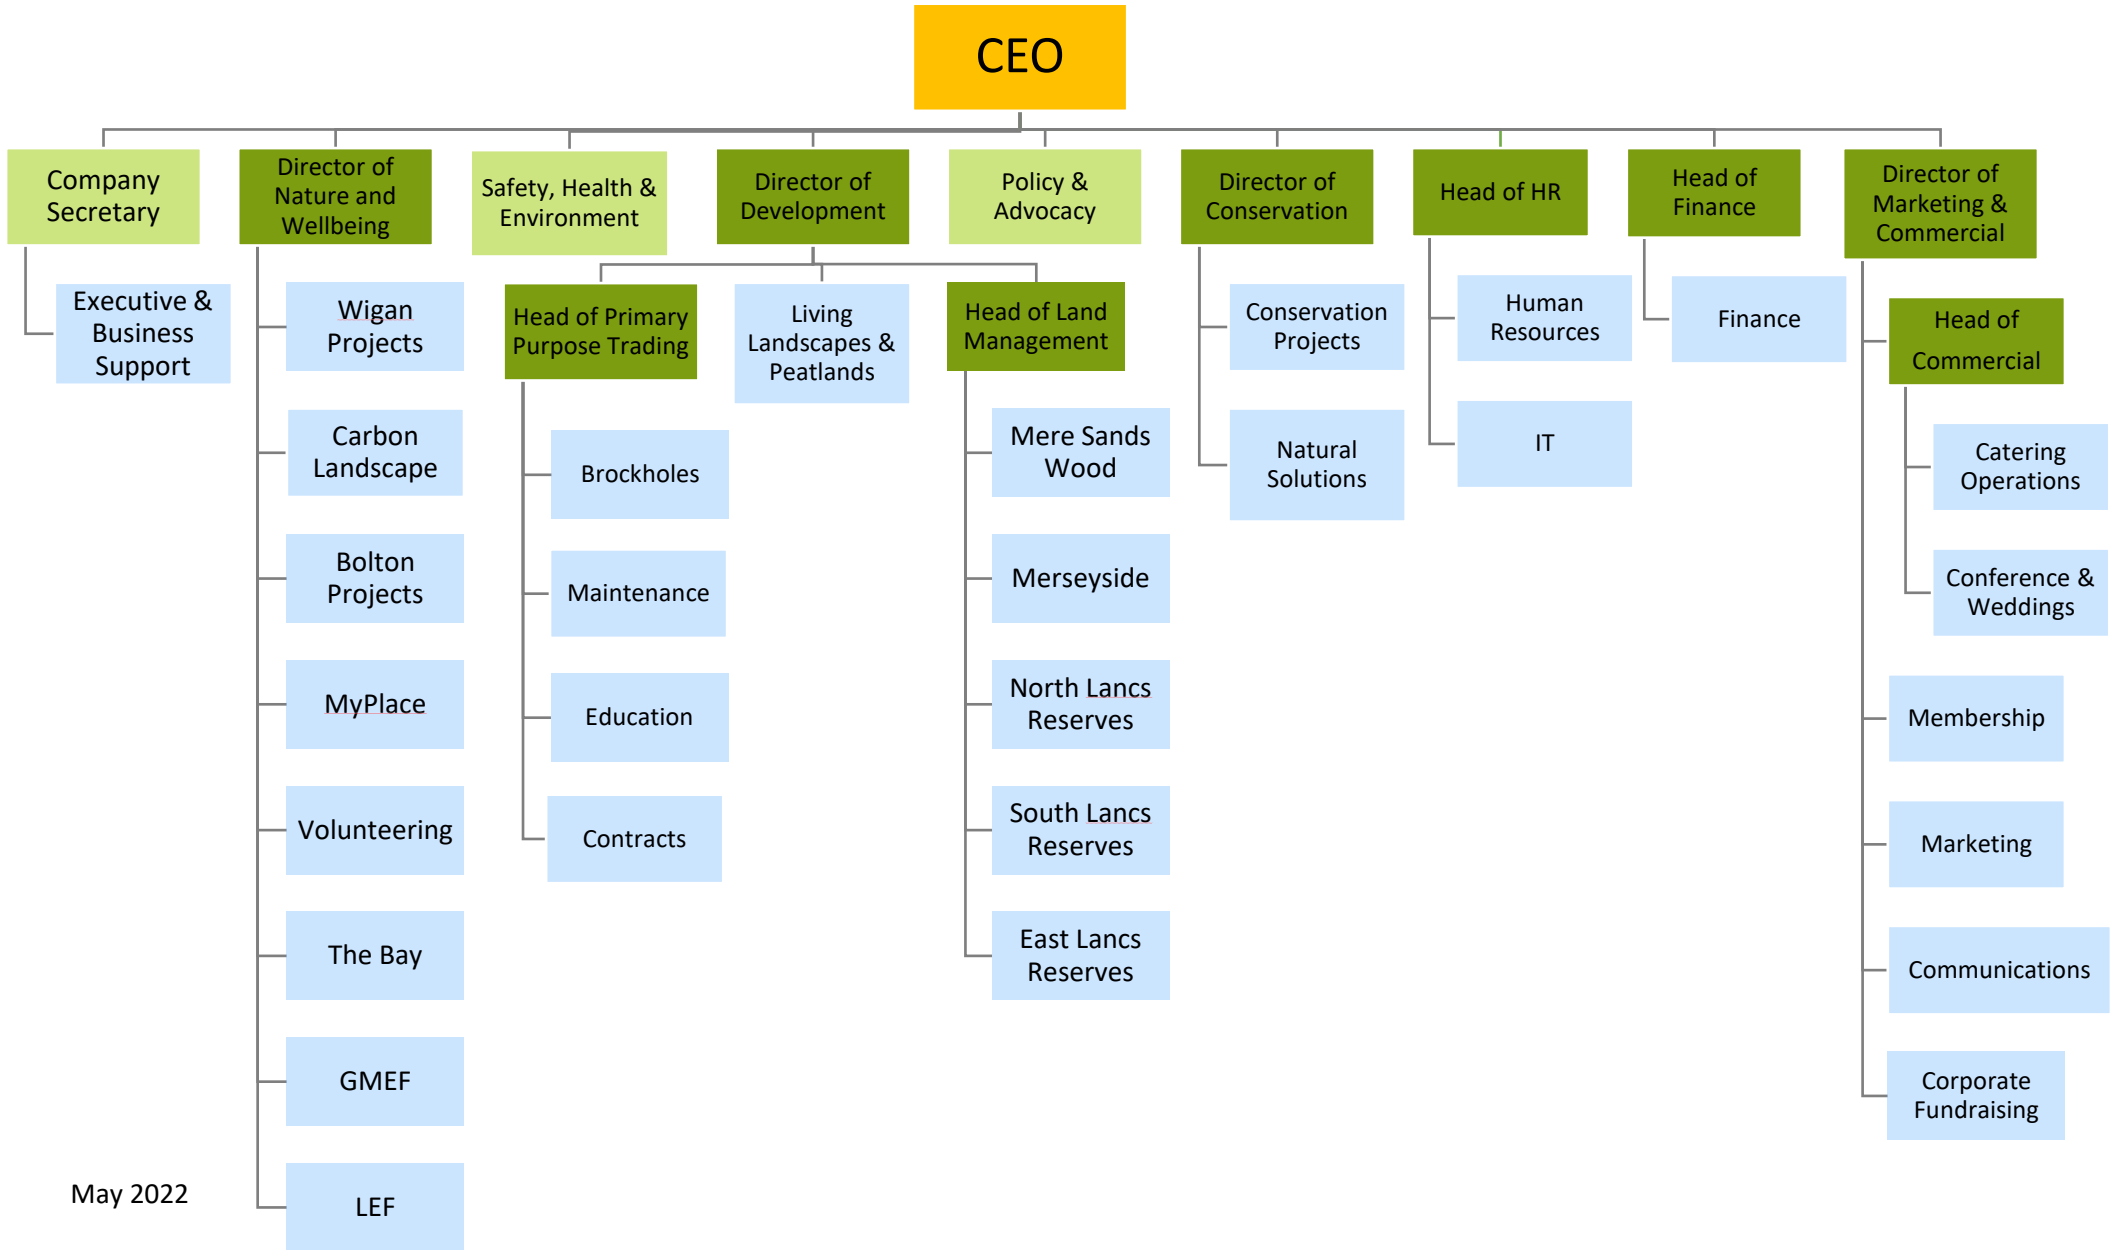 CEO
Company
Secretary
Director of
Nature and
Wellbeing
Safety, Health &
Environment
Director of
Development
Policy &
Advocacy
Director of
Conservation
Head of HR
Head of
Finance
Director of
Marketing &
Commercial
Executive &
Business
Support
Wigan
Projects
Carbon
Landscape
Bolton
Projects
MyPlace
Volunteering
The Bay
GMEF
LEF
Head of Primary
Purpose Trading
Brockholes
Maintenance
Education
Contracts
Living
Landscapes &
Peatlands
Head of Land
Management
Mere Sands
Wood
Merseyside
North Lancs
Reserves
South Lancs
Reserves
East Lancs
Reserves
Conservation
Projects
Natural
Solutions
Human
Resources
IT
Finance
Head of
Commercial
Catering
Operations
Conference &
Weddings
Membership
Marketing
Communications
Corporate
Fundraising
May 2022